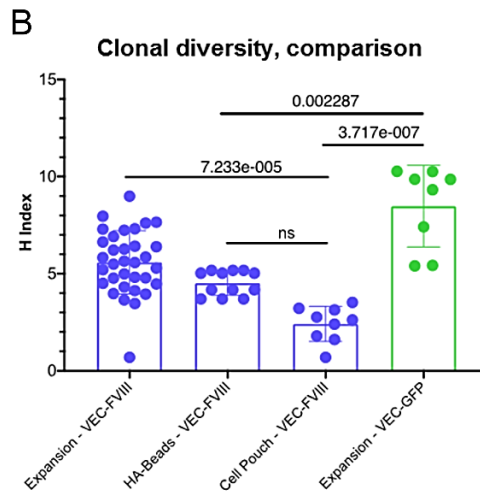 B
Clonal diversity, comparison
15
0.002287
3.717e-007
10
7.233e-005
H Index
ns
5
0
Expansion - VEC-FVIII
HA-Beads - VEC-FVIII
Cell Pouch - VEC-FVIII
Expansion - VEC-GFP